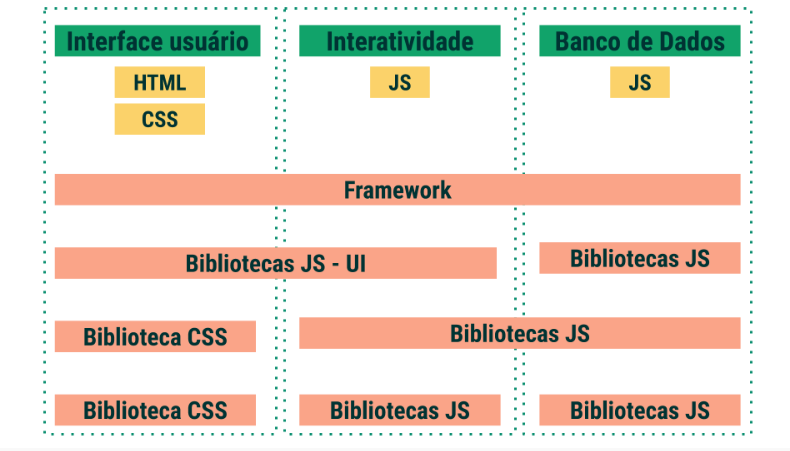 Interface usuário
Interatividade
Banco de Dados
HTML
JS
JS
CSS
Framework
Bibliotecas JS - UI
Bibliotecas JS
Biblioteca CSS
Bibliotecas JS
Biblioteca CSS
Bibliotecas JS
Bibliotecas JS